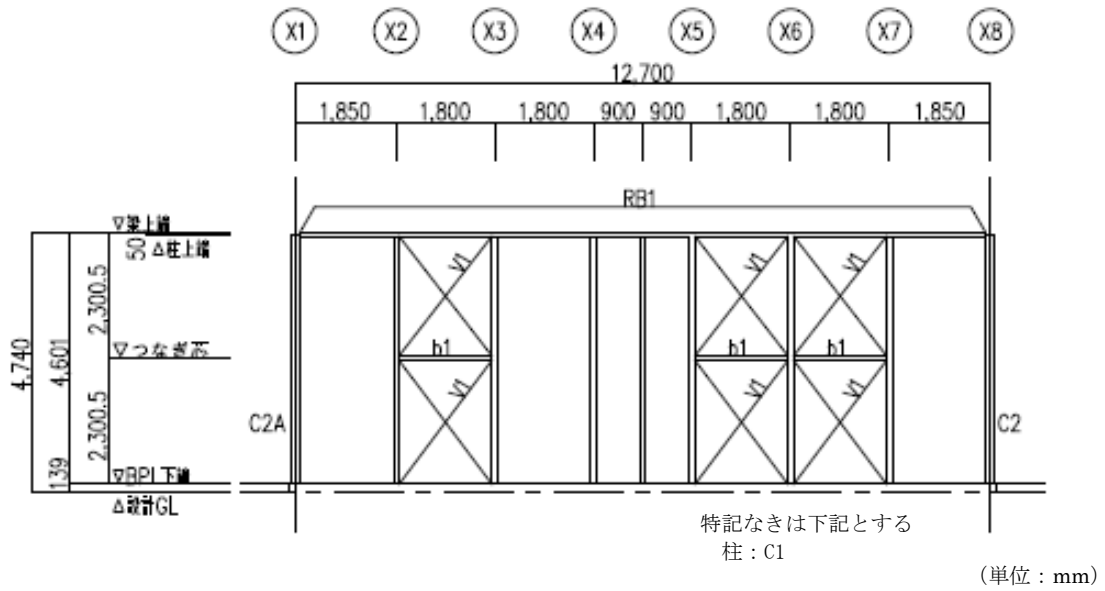 X1 X2 X3 X4 X5 X6 X7 X8
12,700
1,850 1,800 1,800 900 900 1,800 1,800 1,850
RB1
▽梁上端
50 △柱上端
V1 V1 V1
2,300.5
▽つなぎ芯
b1 b1 b1
4,740
4,601
V1 V1 V1
2,300.5
C2A
C2
139
▽BPL下端
△設計GL
特記なきは下記とする
柱：C1
(単位：mm)